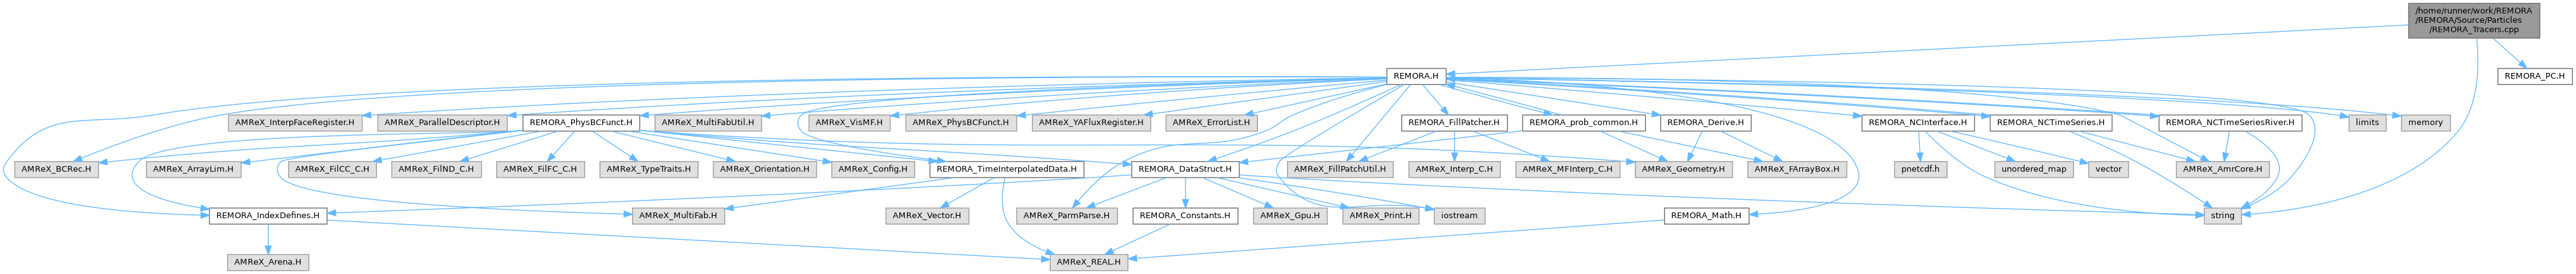 /home/runner/work/REMORA
/REMORA/Source/Particles
/REMORA_Tracers.cpp
REMORA.H
REMORA_PC.H
AMReX_InterpFaceRegister.H
AMReX_ParallelDescriptor.H
REMORA_PhysBCFunct.H
AMReX_MultiFabUtil.H
AMReX_VisMF.H
AMReX_PhysBCFunct.H
AMReX_YAFluxRegister.H
AMReX_ErrorList.H
REMORA_FillPatcher.H
REMORA_prob_common.H
REMORA_Derive.H
REMORA_NCInterface.H
REMORA_NCTimeSeries.H
REMORA_NCTimeSeriesRiver.H
limits
memory
AMReX_BCRec.H
AMReX_ArrayLim.H
AMReX_FilCC_C.H
AMReX_FilND_C.H
AMReX_FilFC_C.H
AMReX_TypeTraits.H
AMReX_Orientation.H
AMReX_Config.H
REMORA_TimeInterpolatedData.H
REMORA_DataStruct.H
AMReX_FillPatchUtil.H
AMReX_Interp_C.H
AMReX_MFInterp_C.H
AMReX_Geometry.H
AMReX_FArrayBox.H
pnetcdf.h
unordered_map
vector
AMReX_AmrCore.H
REMORA_IndexDefines.H
AMReX_MultiFab.H
AMReX_Vector.H
AMReX_ParmParse.H
REMORA_Constants.H
AMReX_Gpu.H
AMReX_Print.H
iostream
REMORA_Math.H
string
AMReX_Arena.H
AMReX_REAL.H